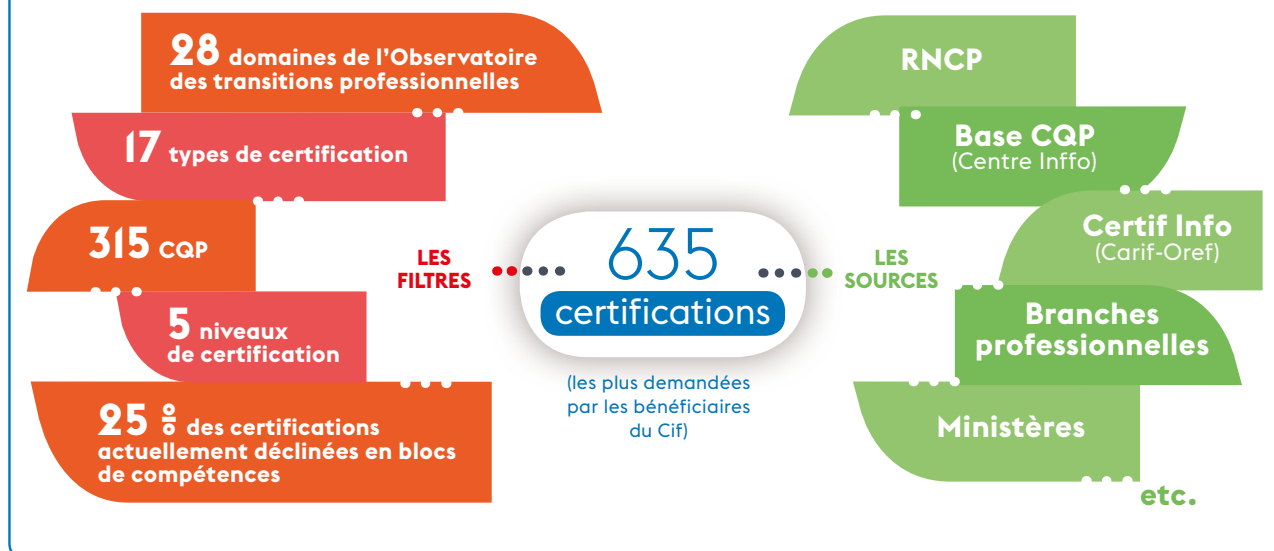 28 domaines de l'Observatoire
des transitions professionnelles
17 types de certification
315 CQP
5 niveaux
de certification
25 % des certifications
actuellement déclinées en blocs
de compétences
LES
FILTRES
635
certifications
(les plus demandées
par les bénéficiaires
du Cif)
LES
SOURCES
RNCP
Base CQP
(Centre Inffo)
Certif Info
(Carif-Oref)
Branches
professionnelles
Ministères
etc.